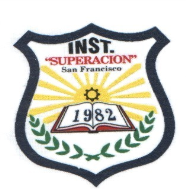 INST.
"SUPERACION"
San Francisco
1982